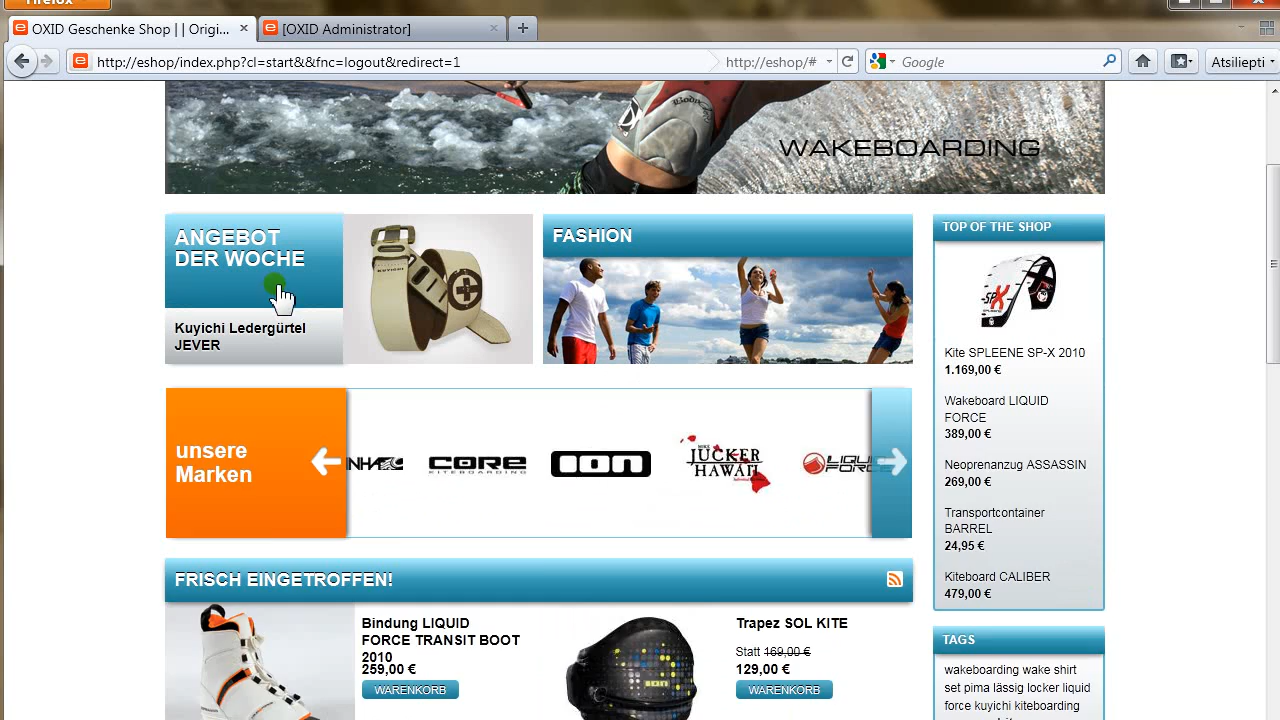 OXID Geschenke Shop | | Origi...
[OXID Administrator]
http://eshop/index.php?cl=start&&fnc=logout&redirect=1
http://eshop/#
Google
Atsiliepti
WAKEBOARDING
ANGEBOT
DER WOCHE
Kuyichi Ledergürtel
JEVER
KUYICHI
FASHION
TOP OF THE SHOP
Kite SPLEENE SP-X 2010
1.169,00 €
Wakeboard LIQUID
FORCE
389,00 €
Neoprenanzug ASSASSIN
269,00 €
Transportcontainer
BARREL
24,95 €
Kiteboard CALIBER
479,00 €
unsere
Marken
CORE
KITEBOARDING
ION
JUCKER
HAWAII
FRISCH EINGETROFFEN!
Bindung LIQUID
FORCE TRANSIT BOOT
2010
259,00 €
WARENKORB
Trapez SOL KITE
Statt 169,00 €
129,00 €
WARENKORB
TAGS
wakeboarding wake shirt
set pima lässig locker liquid
force kuyichi kiteboarding